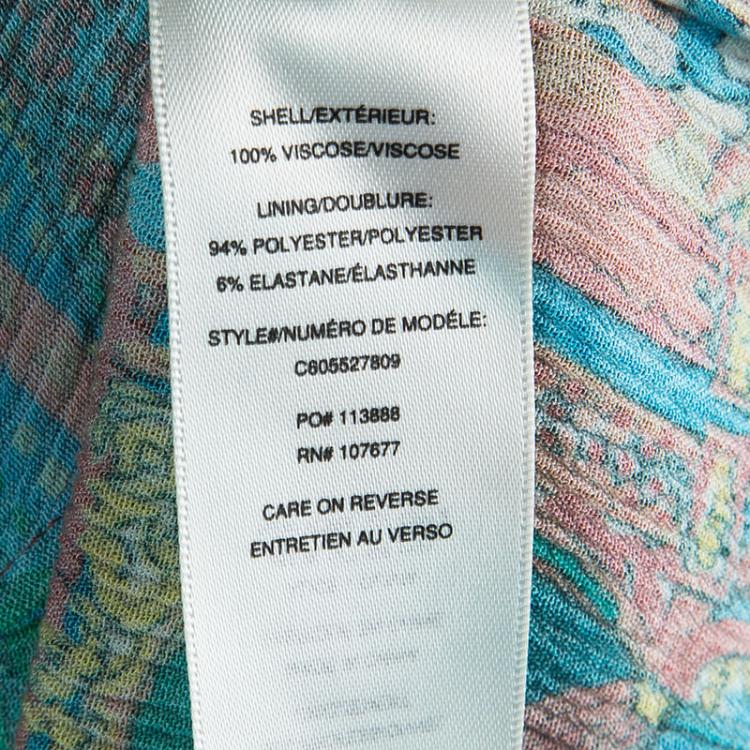 SHELL/EXTÉRIEUR:
100% VISCOSE/VISCOSE
LINING/DOUBLURE:
94% POLYESTER/POLYESTER
6% ELASTANE/ÉLASTHANNE
STYLE#/NUMÉRO DE MODÉLE:
C605527809
PO# 113888
RN# 107677
CARE ON REVERSE
ENTRETIEN AU VERSO